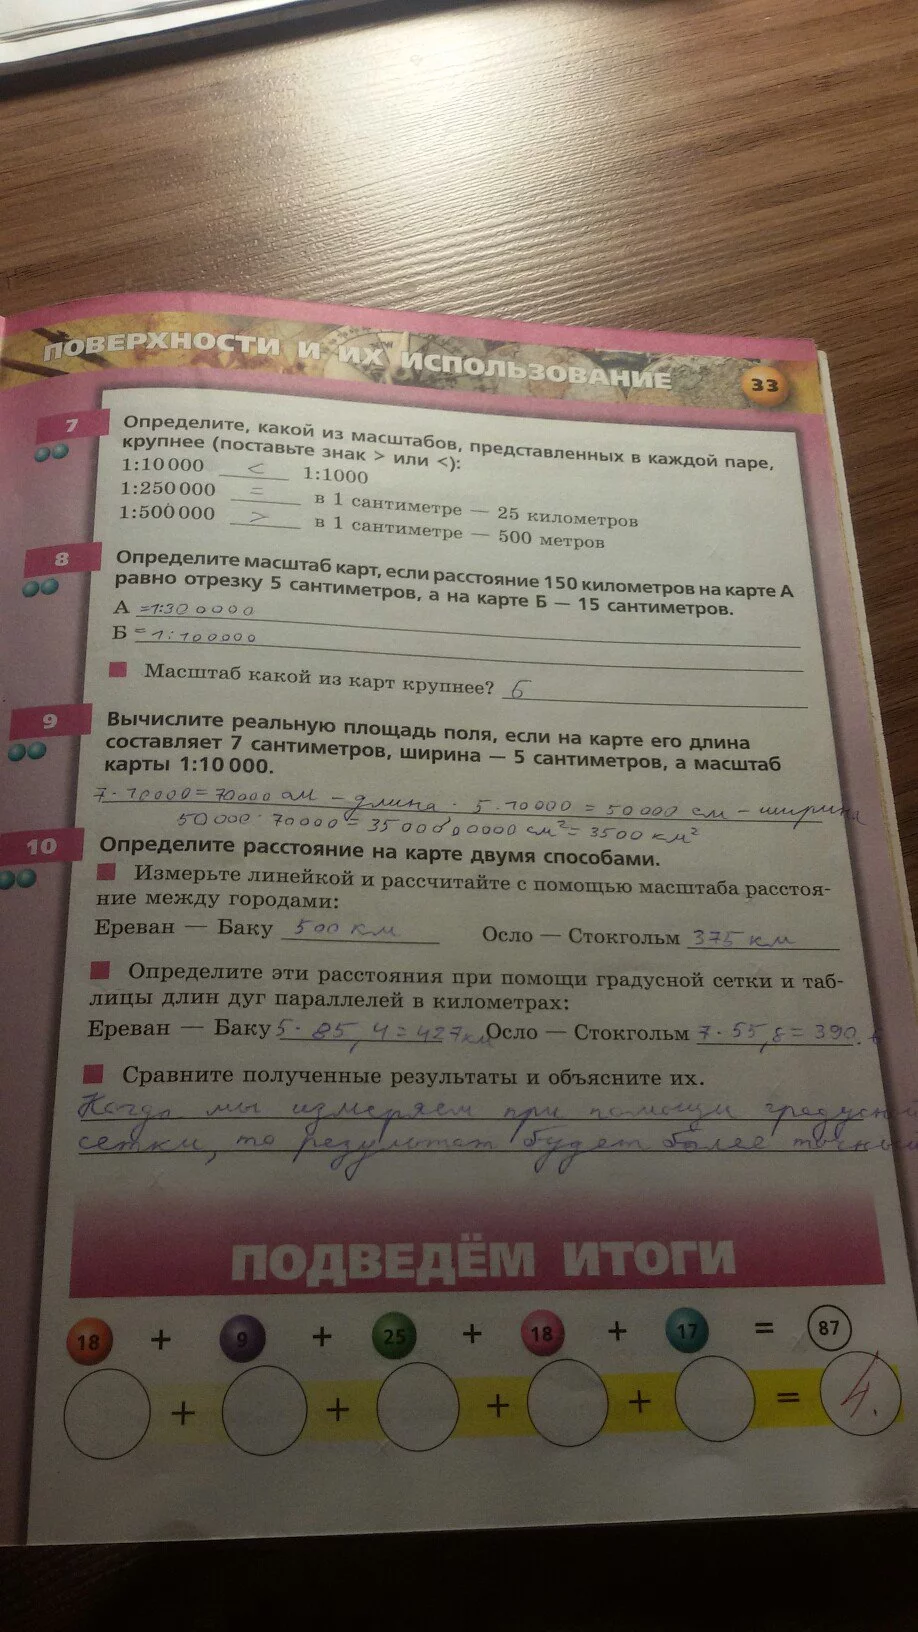 ПОВЕРХНОСТИ И ИХ ИСПОЛЬЗОВАНИЕ 33
7 Определите, какой из масштабов, представленных в каждой паре,
крупнее (поставьте знак > или <):
1:10 000 < 1:1000
1:250 000 = в 1 сантиметре — 25 километров
1:500 000 > в 1 сантиметре — 500 метров
8 Определите масштаб карт, если расстояние 150 километров на карте А
равно отрезку 5 сантиметров, а на карте Б — 15 сантиметров.
А =1:300000
Б =1:100000
Масштаб какой из карт крупнее? Б
9 Вычислите реальную площадь поля, если на карте его длина
составляет 7 сантиметров, ширина — 5 сантиметров, а масштаб
карты 1:10 000.
7·10000=70000 см – длина · 5·10000 = 50000 см – ширина
50000·70000=3500000000 см²=3500 км²
10 Определите расстояние на карте двумя способами.
Измерьте линейкой и рассчитайте с помощью масштаба расстоя-
ние между городами:
Ереван — Баку 500 км Осло — Стокгольм 375 км
Определите эти расстояния при помощи градусной сетки и таб-
лицы длин дуг параллелей в километрах:
Ереван — Баку 5·85,4=427км Осло — Стокгольм 7·55,8=390.6
Сравните полученные результаты и объясните их.
Когда мы измеряем при помощи градусной
сетки, то результат будет более точный
ПОДВЕДЁМ ИТОГИ
18 + 9 + 25 + 18 + 17 = 87
+ + + + = 4.